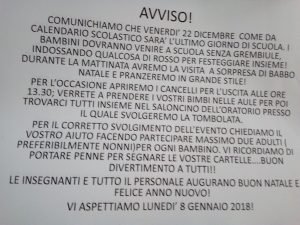 AVVISO!
COMUNICHIAMO CHE VENERDI' 22 DICEMBRE COME DA
CALENDARIO SCOLASTICO SARA' L'ULTIMO GIORNO DI SCUOLA. I
BAMBINI DOVRANNO VENIRE A SCUOLA SENZA GREMBIULE,
INDOSSANDO QUALCOSA DI ROSSO PER FESTEGGIARE INSIEME!
DURANTE LA MATTINATA AVREMO LA VISITA A SORPRESA DI BABBO
NATALE E PRANZEREMO IN GRANDE STILE!
PER L'OCCASIONE APRIREMO I CANCELLI PER L'USCITA ALLE ORE
13.30; VERRETE A PRENDERE I VOSTRI BIMBI NELLE AULE PER POI
TROVARCI TUTTI INSIEME NEL SALONCINO DELL'ORATORIO PRESSO
IL QUALE SVOLGEREMO LA TOMBOLATA.
PER IL CORRETTO SVOLGIMENTO DELL'EVENTO CHIEDIAMO IL
VOSTRO AIUTO FACENDO PARTECIPARE MASSIMO DUE ADULTI (
PREFERIBILMENTE NONNI)PER OGNI BAMBINO. VI RICORDIAMO DI
PORTARE PENNE PER SEGNARE LE VOSTRE CARTELLE....BUON
DIVERTIMENTO A TUTTI!!
LE INSEGNANTI E TUTTO IL PERSONALE AUGURANO BUON NATALE E
FELICE ANNO NUOVO!
VI ASPETTIAMO LUNEDI' 8 GENNAIO 2018!